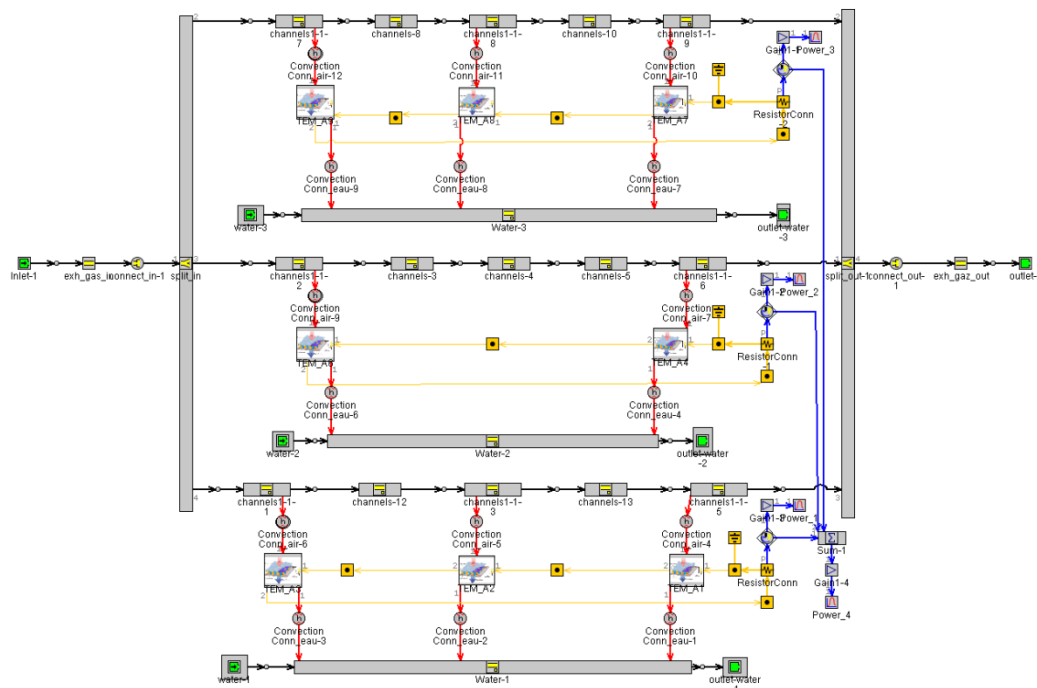 2
2
channels1-1-
7
channels-8
channels1-1-
8
channels-10
channels1-1-
9
Gain1-1
Power_3
Convection
Conn_air-12
Convection
Conn_air-11
Convection
Conn_air-10
P
TEM_A8
TEM_A7
ResistorConn
-2
Convection
Conn_eau-9
Convection
Conn_eau-8
Convection
Conn_eau-7
water-3
Water-3
outlet-water
-3
Inlet-1
connect_in-1
split_in
channels1-1-
2
channels-3
channels-4
channels-5
channels1-1-
6
split_out-1
connect_out-
1
exh_gaz_out
outlet-
Gain1-2
Power_2
Convection
Conn_air-9
Convection
Conn_air-7
P
TEM_A6
TEM_A4
ResistorConn
-1
Convection
Conn_eau-6
Convection
Conn_eau-4
water-2
Water-2
outlet-water
-2
4
3
channels1-1-
1
channels-12
channels1-1-
3
channels-13
channels1-1-
5
Power_1
Convection
Conn_air-6
Convection
Conn_air-5
Convection
Conn_air-4
Sum-1
P
TEM_A3
TEM_A2
TEM_A1
ResistorConn
Gain1-4
Power_4
Convection
Conn_eau-3
Convection
Conn_eau-2
Convection
Conn_eau-1
water-1
Water-1
outlet-water